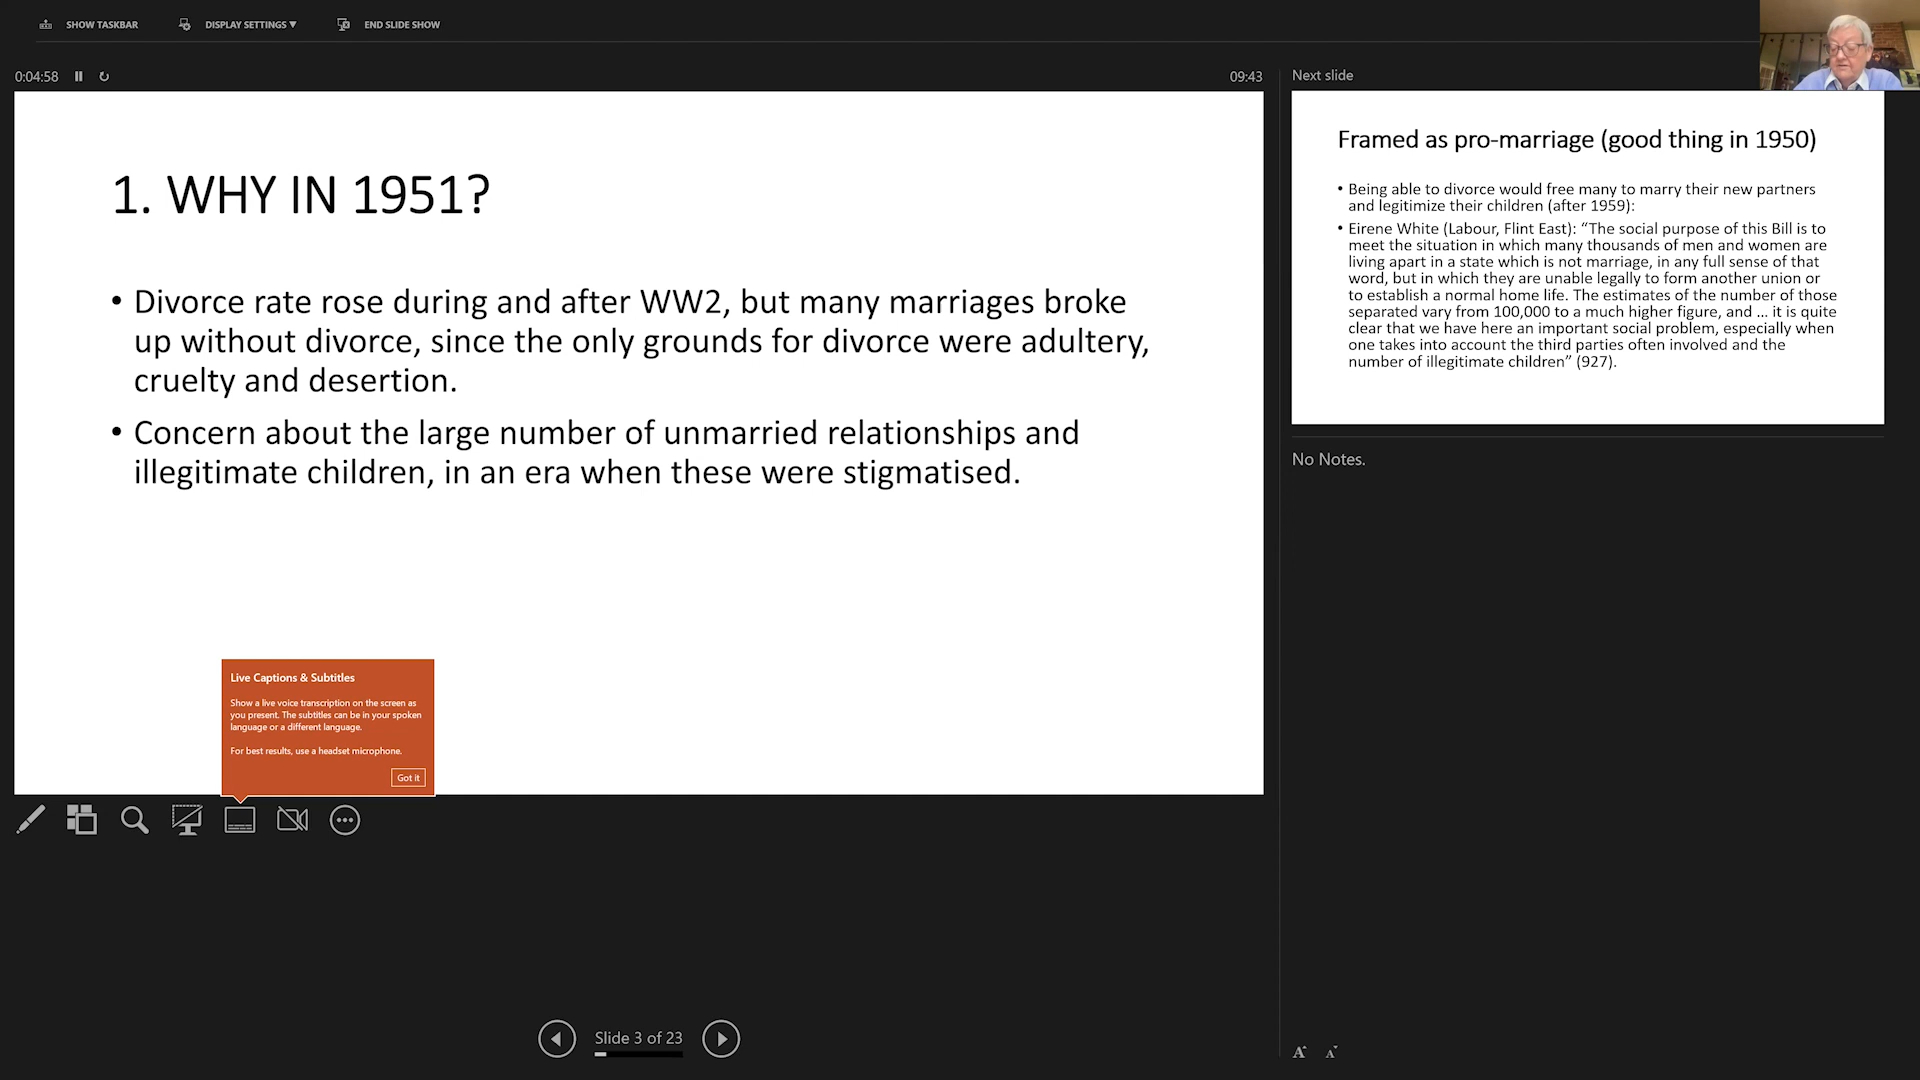 SHOW TASKBAR DISPLAY SETTINGS ▼ END SLIDE SHOW
0:04:58 09:43
1. WHY IN 1951?
• Divorce rate rose during and after WW2, but many marriages broke
up without divorce, since the only grounds for divorce were adultery,
cruelty and desertion.
• Concern about the large number of unmarried relationships and
illegitimate children, in an era when these were stigmatised.
Live Captions & Subtitles
Show a live voice transcription on the screen as
you present. The subtitles can be in your spoken
language or a different language.
For best results, use a headset microphone.
Got it
Slide 3 of 23
Next slide
Framed as pro-marriage (good thing in 1950)
• Being able to divorce would free many to marry their new partners
and legitimize their children (after 1959):
• Eirene White (Labour, Flint East): “The social purpose of this Bill is to
meet the situation in which many thousands of men and women are
living apart in a state which is not marriage, in any full sense of that
word, but in which they are unable legally to form another union or
to establish a normal home life. The estimates of the number of those
separated vary from 100,000 to a much higher figure, and … it is quite
clear that we have here an important social problem, especially when
one takes into account the third parties often involved and the
number of illegitimate children” (927).
No Notes.
A A